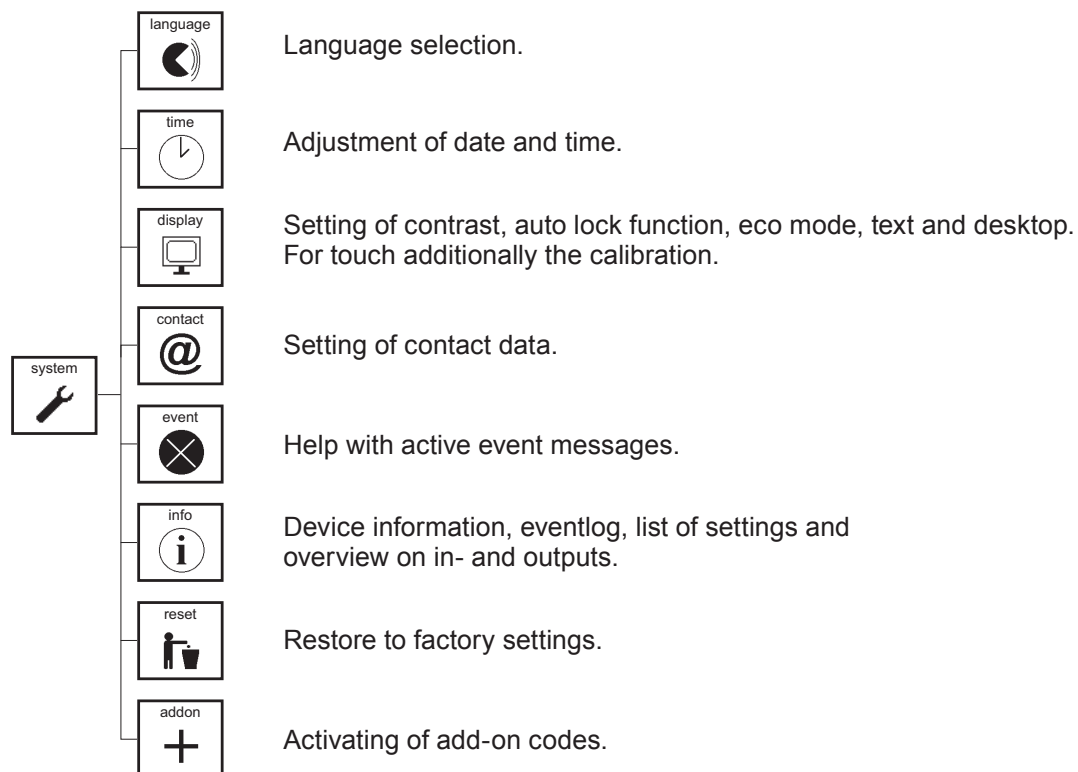 language
Language selection.
time
Adjustment of date and time.
display
Setting of contrast, auto lock function, eco mode, text and desktop.
For touch additionally the calibration.
contact
@
Setting of contact data.
system
event
Help with active event messages.
info
i
Device information, eventlog, list of settings and
overview on in- and outputs.
reset
Restore to factory settings.
addon
+
Activating of add-on codes.